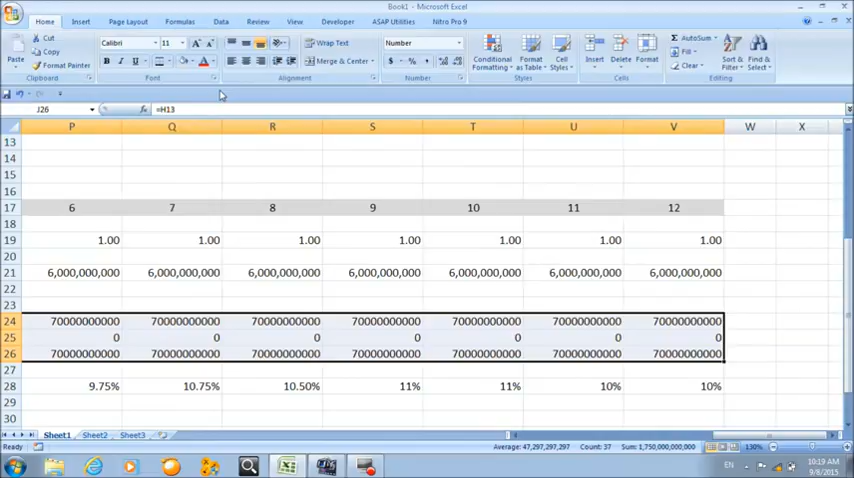 Book1 - Microsoft Excel
Home Insert Page Layout Formulas Data Review View Developer ASAP Utilities Nitro Pro 9
Paste Cut Calibri 11 A A Wrap Text Number Conditional Formatting Format as Table Cell Styles Insert Delete Format AutoSum Sort & Filter Find & Select
Copy Fill
Format Painter B I U A Merge & Center $ % , Clear
Clipboard Font Alignment Number Styles Cells Editing
J26 fx =H13
P Q R S T U V W X
13
14
15
16
17 6 7 8 9 10 11 12
18
19 1.00 1.00 1.00 1.00 1.00 1.00 1.00
20
21 6,000,000,000 6,000,000,000 6,000,000,000 6,000,000,000 6,000,000,000 6,000,000,000 6,000,000,000
22
23
24 70000000000 70000000000 70000000000 70000000000 70000000000 70000000000 70000000000
25 0 0 0 0 0 0 0
26 70000000000 70000000000 70000000000 70000000000 70000000000 70000000000 70000000000
27
28 9.75% 10.75% 10.50% 11% 11% 10% 10%
29
30
Sheet1 Sheet2 Sheet3
Ready Average: 47,297,297,297 Count: 37 Sum: 1,750,000,000,000 130%
EN 10:19 AM
9/8/2015